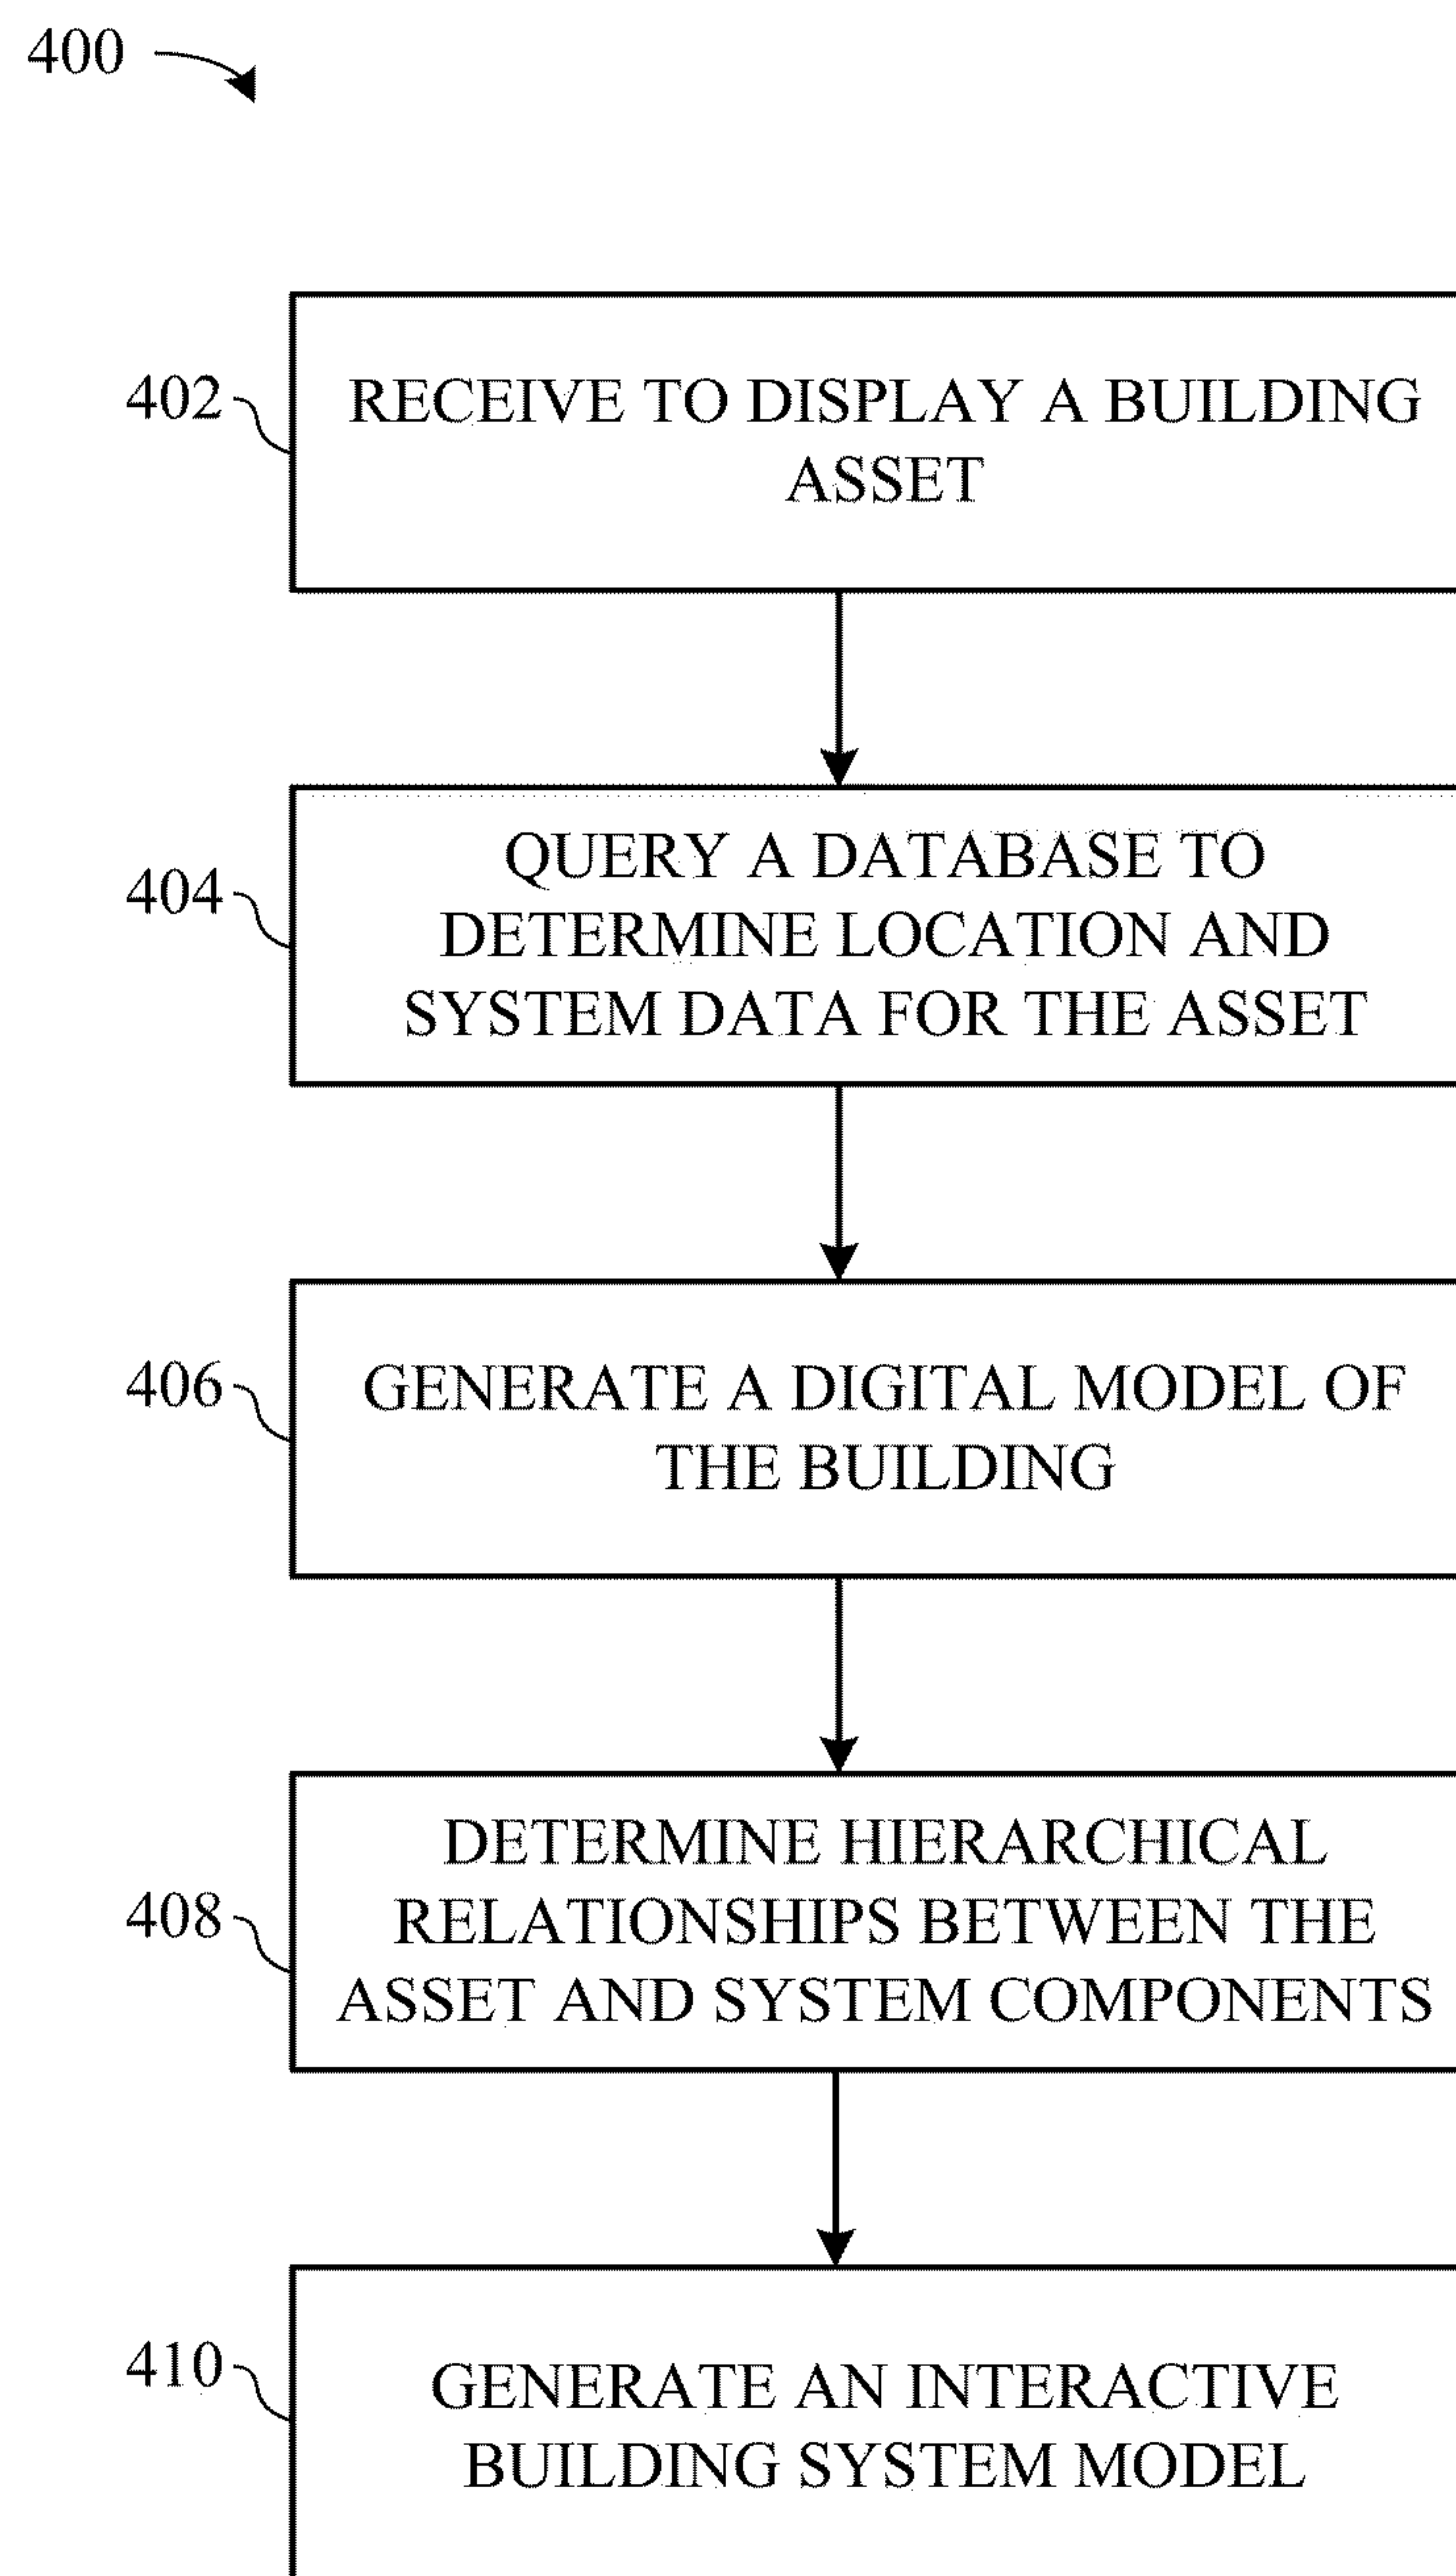 400
402
RECEIVE TO DISPLAY A BUILDING
ASSET
404
QUERY A DATABASE TO
DETERMINE LOCATION AND
SYSTEM DATA FOR THE ASSET
406
GENERATE A DIGITAL MODEL OF
THE BUILDING
408
DETERMINE HIERARCHICAL
RELATIONSHIPS BETWEEN THE
ASSET AND SYSTEM COMPONENTS
410
GENERATE AN INTERACTIVE
BUILDING SYSTEM MODEL